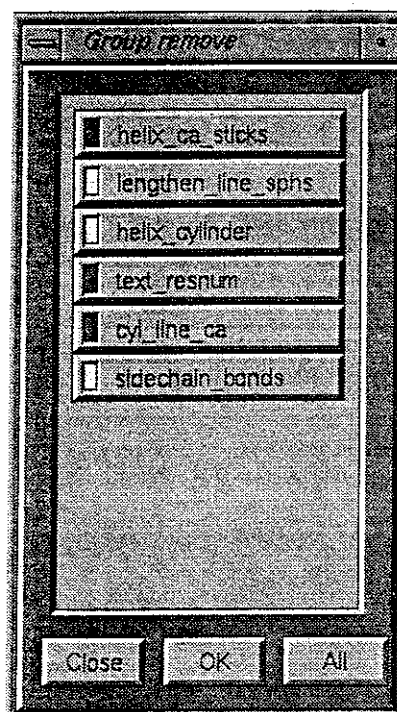 Group remove
helix_ca_sticks
lengthen_line_sphs
helix_cylinder
text_resnum
cyl_line_ca
sidechain_bonds
Close OK All